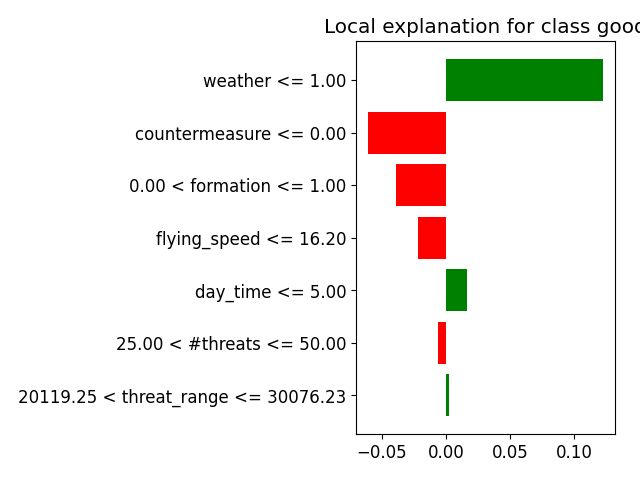 Local explanation for class good
weather <= 1.00
countermeasure <= 0.00
0.00 < formation <= 1.00
flying_speed <= 16.20
day_time <= 5.00
25.00 < #threats <= 50.00
20119.25 < threat_range <= 30076.23
−0.05 0.00 0.05 0.10